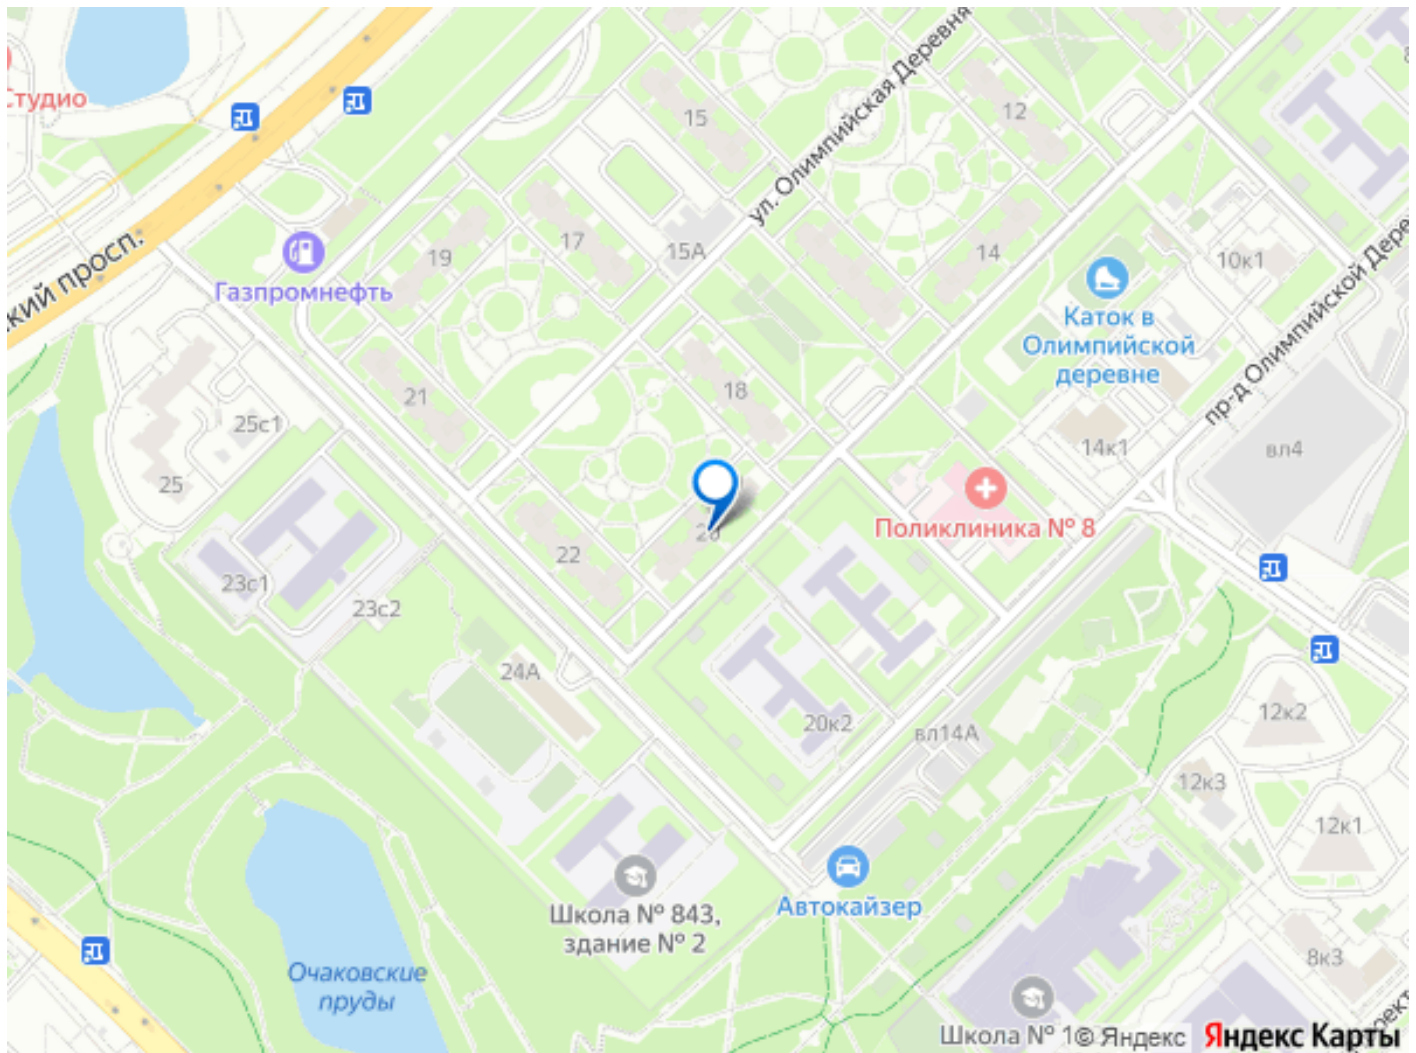 Студио
ул. Олимпийская Деревня
15
12
19
17
15А
14
10к1
кий просп.
Газпромнефть
Каток в
Олимпийской
деревне
пр-д Олимпийской Дере
21
18
25с1
25
14к1
вл4
Поликлиника № 8
20
22
23с1
23с2
24А
20к2
вл14А
12к2
12к3
12к1
Автокайзер
Школа № 843,
здание № 2
Очаковские
пруды
8к3
Школа № 1
© Яндекс
Яндекс Карты